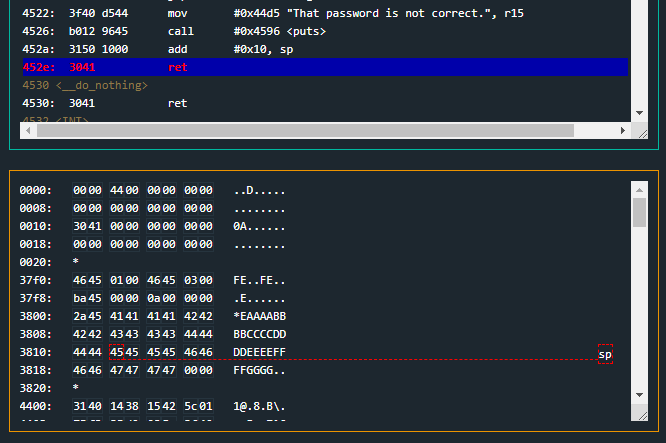 4522: 3f40 d544 mov #0x44d5 "That password is not correct.", r15
4526: b012 9645 call #0x4596 <puts>
452a: 3150 1000 add #0x10, sp
452e: 3041 ret
4530 <__do_nothing>
4530: 3041 ret
4532 <INT>
0000: 0000 4400 0000 0000 ..D.....
0008: 0000 0000 0000 0000 ........
0010: 3041 0000 0000 0000 0A......
0018: 0000 0000 0000 0000 ........
0020: *
37f0: 4645 0100 4645 0300 FE..FE..
37f8: ba45 0000 0a00 0000 .E......
3800: 2a45 4141 4141 4242 *EAAAABB
3808: 4242 4343 4343 4444 BBCCCCDD
3810: 4444 4545 4545 4646 DDEEEEFF sp
3818: 4646 4747 4747 0000 FFGGGG..
3820: *
4400: 3140 1438 1542 5c01 1@.8.B\.